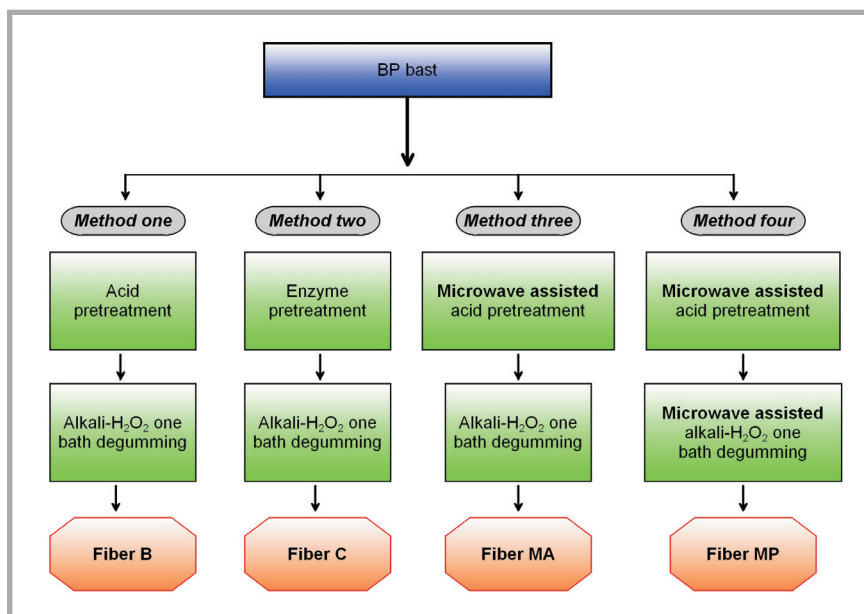 BP bast
Method one
Method two
Method three
Method four
Acid
pretreatment
Enzyme
pretreatment
Microwave assisted
acid pretreatment
Microwave assisted
acid pretreatment
Alkali-H₂O₂ one
bath degumming
Alkali-H₂O₂ one
bath degumming
Alkali-H₂O₂ one
bath degumming
Microwave assisted
alkali-H₂O₂ one
bath degumming
Fiber B
Fiber C
Fiber MA
Fiber MP